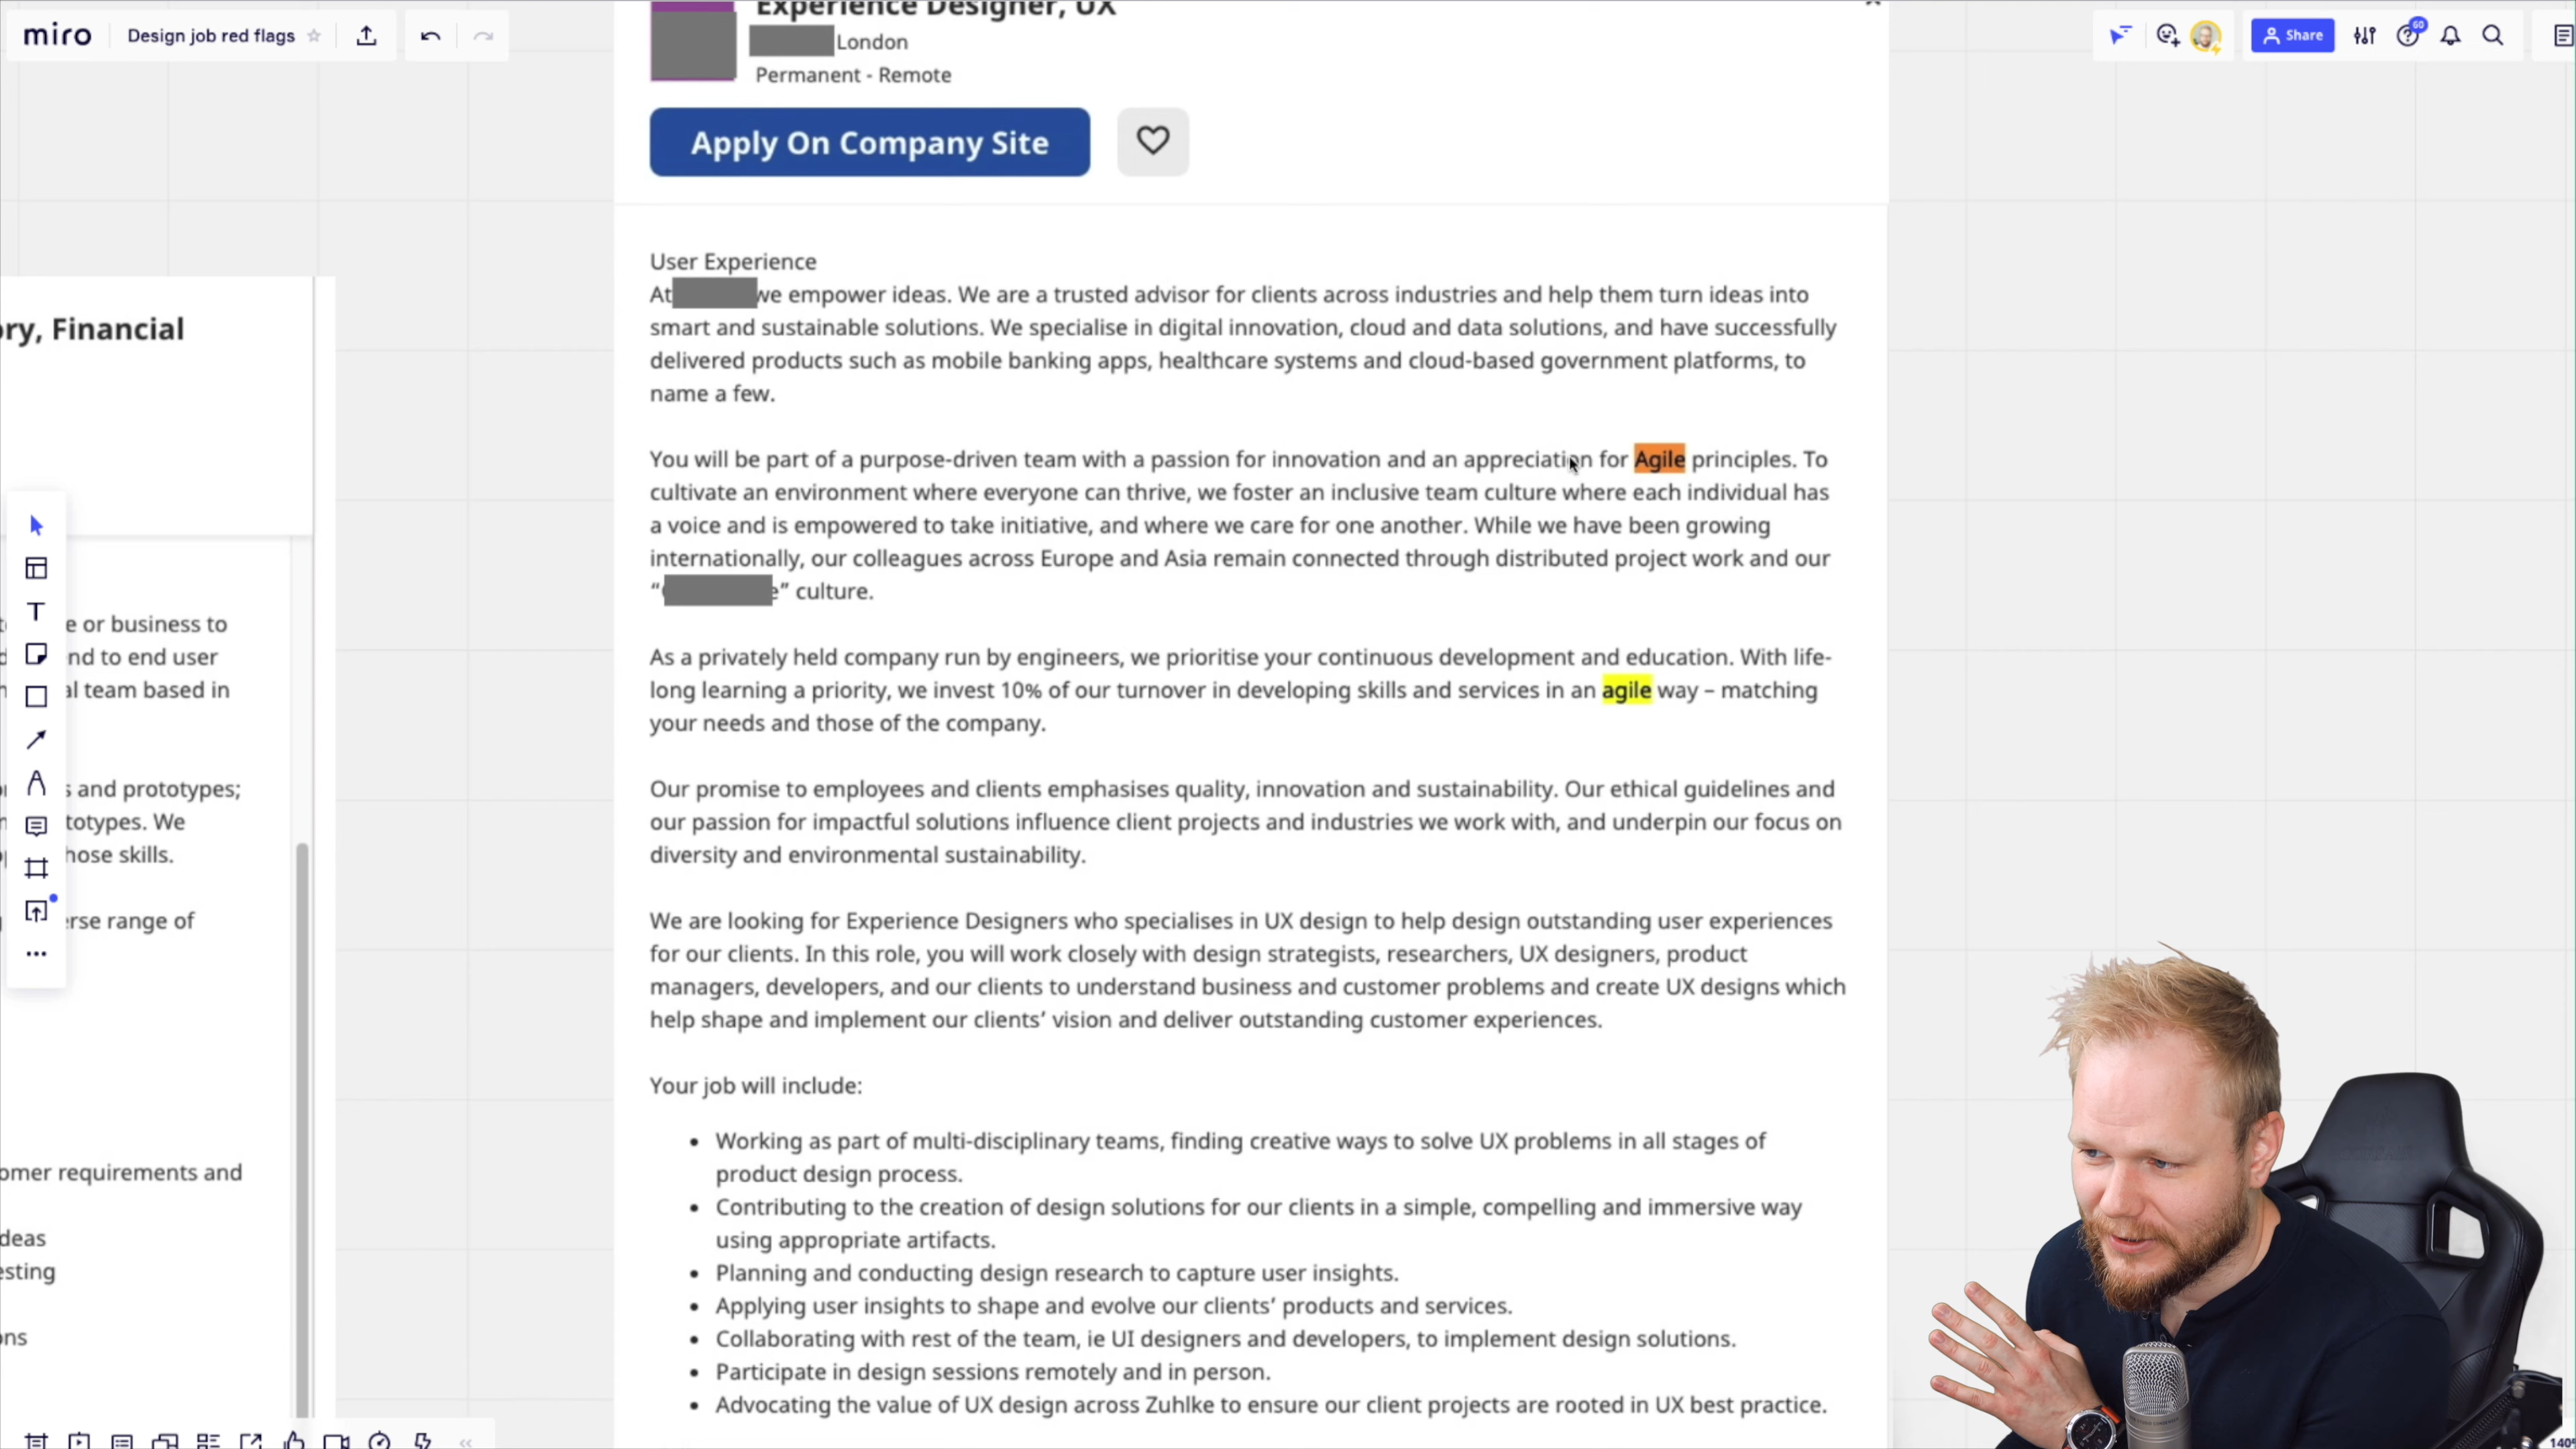 miro
Design job red flags
60
Share
Experience Designer, UX
London
Permanent - Remote
Apply On Company Site
User Experience
At we empower ideas. We are a trusted advisor for clients across industries and help them turn ideas into
smart and sustainable solutions. We specialise in digital innovation, cloud and data solutions, and have successfully
delivered products such as mobile banking apps, healthcare systems and cloud-based government platforms, to
name a few.
You will be part of a purpose-driven team with a passion for innovation and an appreciation for Agile principles. To
cultivate an environment where everyone can thrive, we foster an inclusive team culture where each individual has
a voice and is empowered to take initiative, and where we care for one another. While we have been growing
internationally, our colleagues across Europe and Asia remain connected through distributed project work and our
“ e” culture.
As a privately held company run by engineers, we prioritise your continuous development and education. With life-
long learning a priority, we invest 10% of our turnover in developing skills and services in an agile way – matching
your needs and those of the company.
Our promise to employees and clients emphasises quality, innovation and sustainability. Our ethical guidelines and
our passion for impactful solutions influence client projects and industries we work with, and underpin our focus on
diversity and environmental sustainability.
We are looking for Experience Designers who specialises in UX design to help design outstanding user experiences
for our clients. In this role, you will work closely with design strategists, researchers, UX designers, product
managers, developers, and our clients to understand business and customer problems and create UX designs which
help shape and implement our clients’ vision and deliver outstanding customer experiences.
Your job will include:
• Working as part of multi-disciplinary teams, finding creative ways to solve UX problems in all stages of
product design process.
• Contributing to the creation of design solutions for our clients in a simple, compelling and immersive way
using appropriate artifacts.
• Planning and conducting design research to capture user insights.
• Applying user insights to shape and evolve our clients’ products and services.
• Collaborating with rest of the team, ie UI designers and developers, to implement design solutions.
• Participate in design sessions remotely and in person.
• Advocating the value of UX design across Zuhlke to ensure our client projects are rooted in UX best practice.
ory, Financial
e or business to
nd to end user
al team based in
s and prototypes;
totypes. We
hose skills.
erse range of
omer requirements and
deas
esting
ons